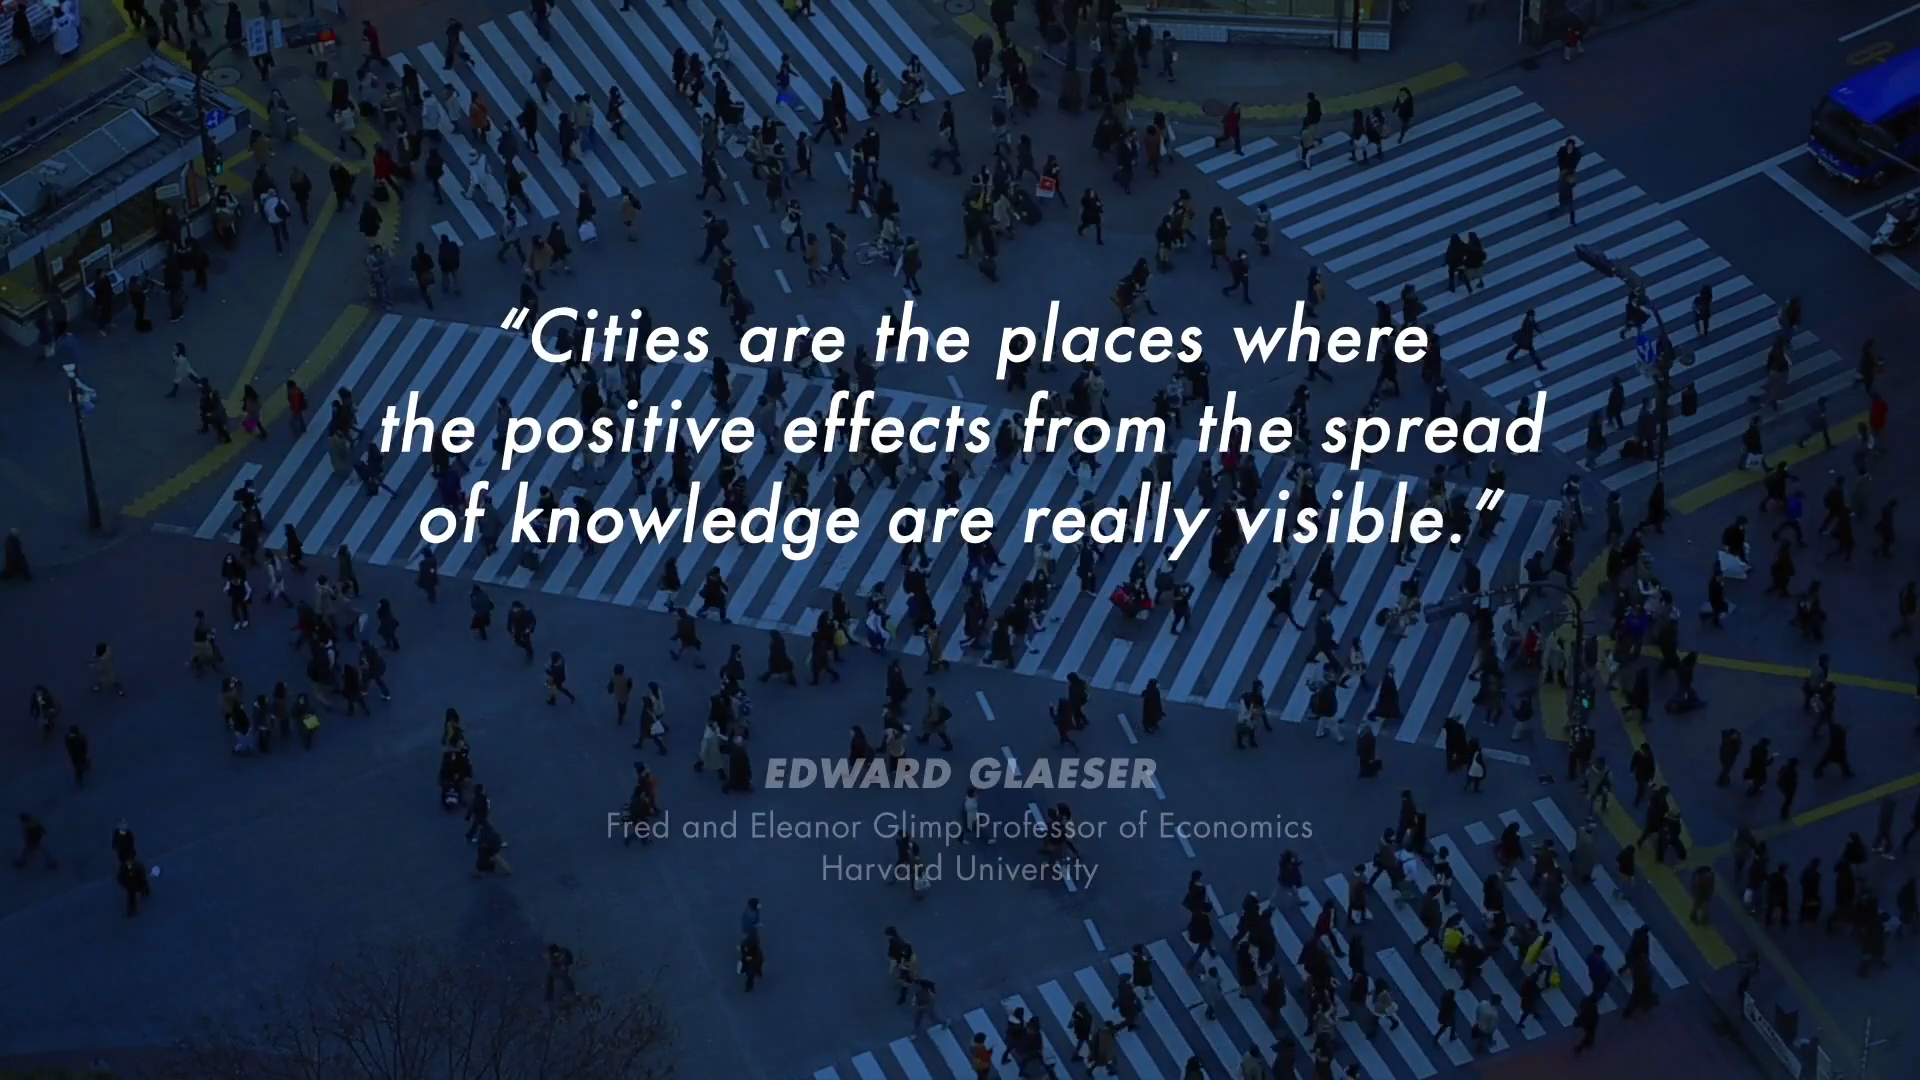 “Cities are the places where
the positive effects from the spread
of knowledge are really visible.”
EDWARD GLAESER
Fred and Eleanor Glimp Professor of Economics
Harvard University